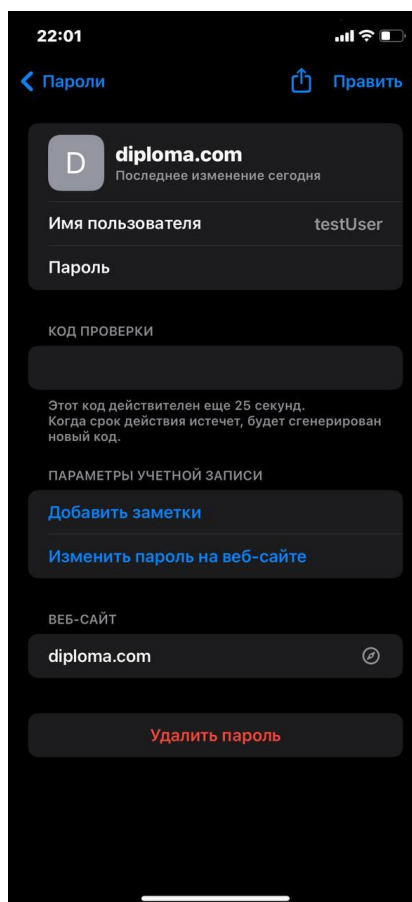 22:01
Пароли
Править
D
diploma.com
Последнее изменение сегодня
Имя пользователя testUser
Пароль
КОД ПРОВЕРКИ
Этот код действителен еще 25 секунд.
Когда срок действия истечет, будет сгенерирован
новый код.
ПАРАМЕТРЫ УЧЕТНОЙ ЗАПИСИ
Добавить заметки
Изменить пароль на веб-сайте
ВЕБ-САЙТ
diploma.com
Удалить пароль